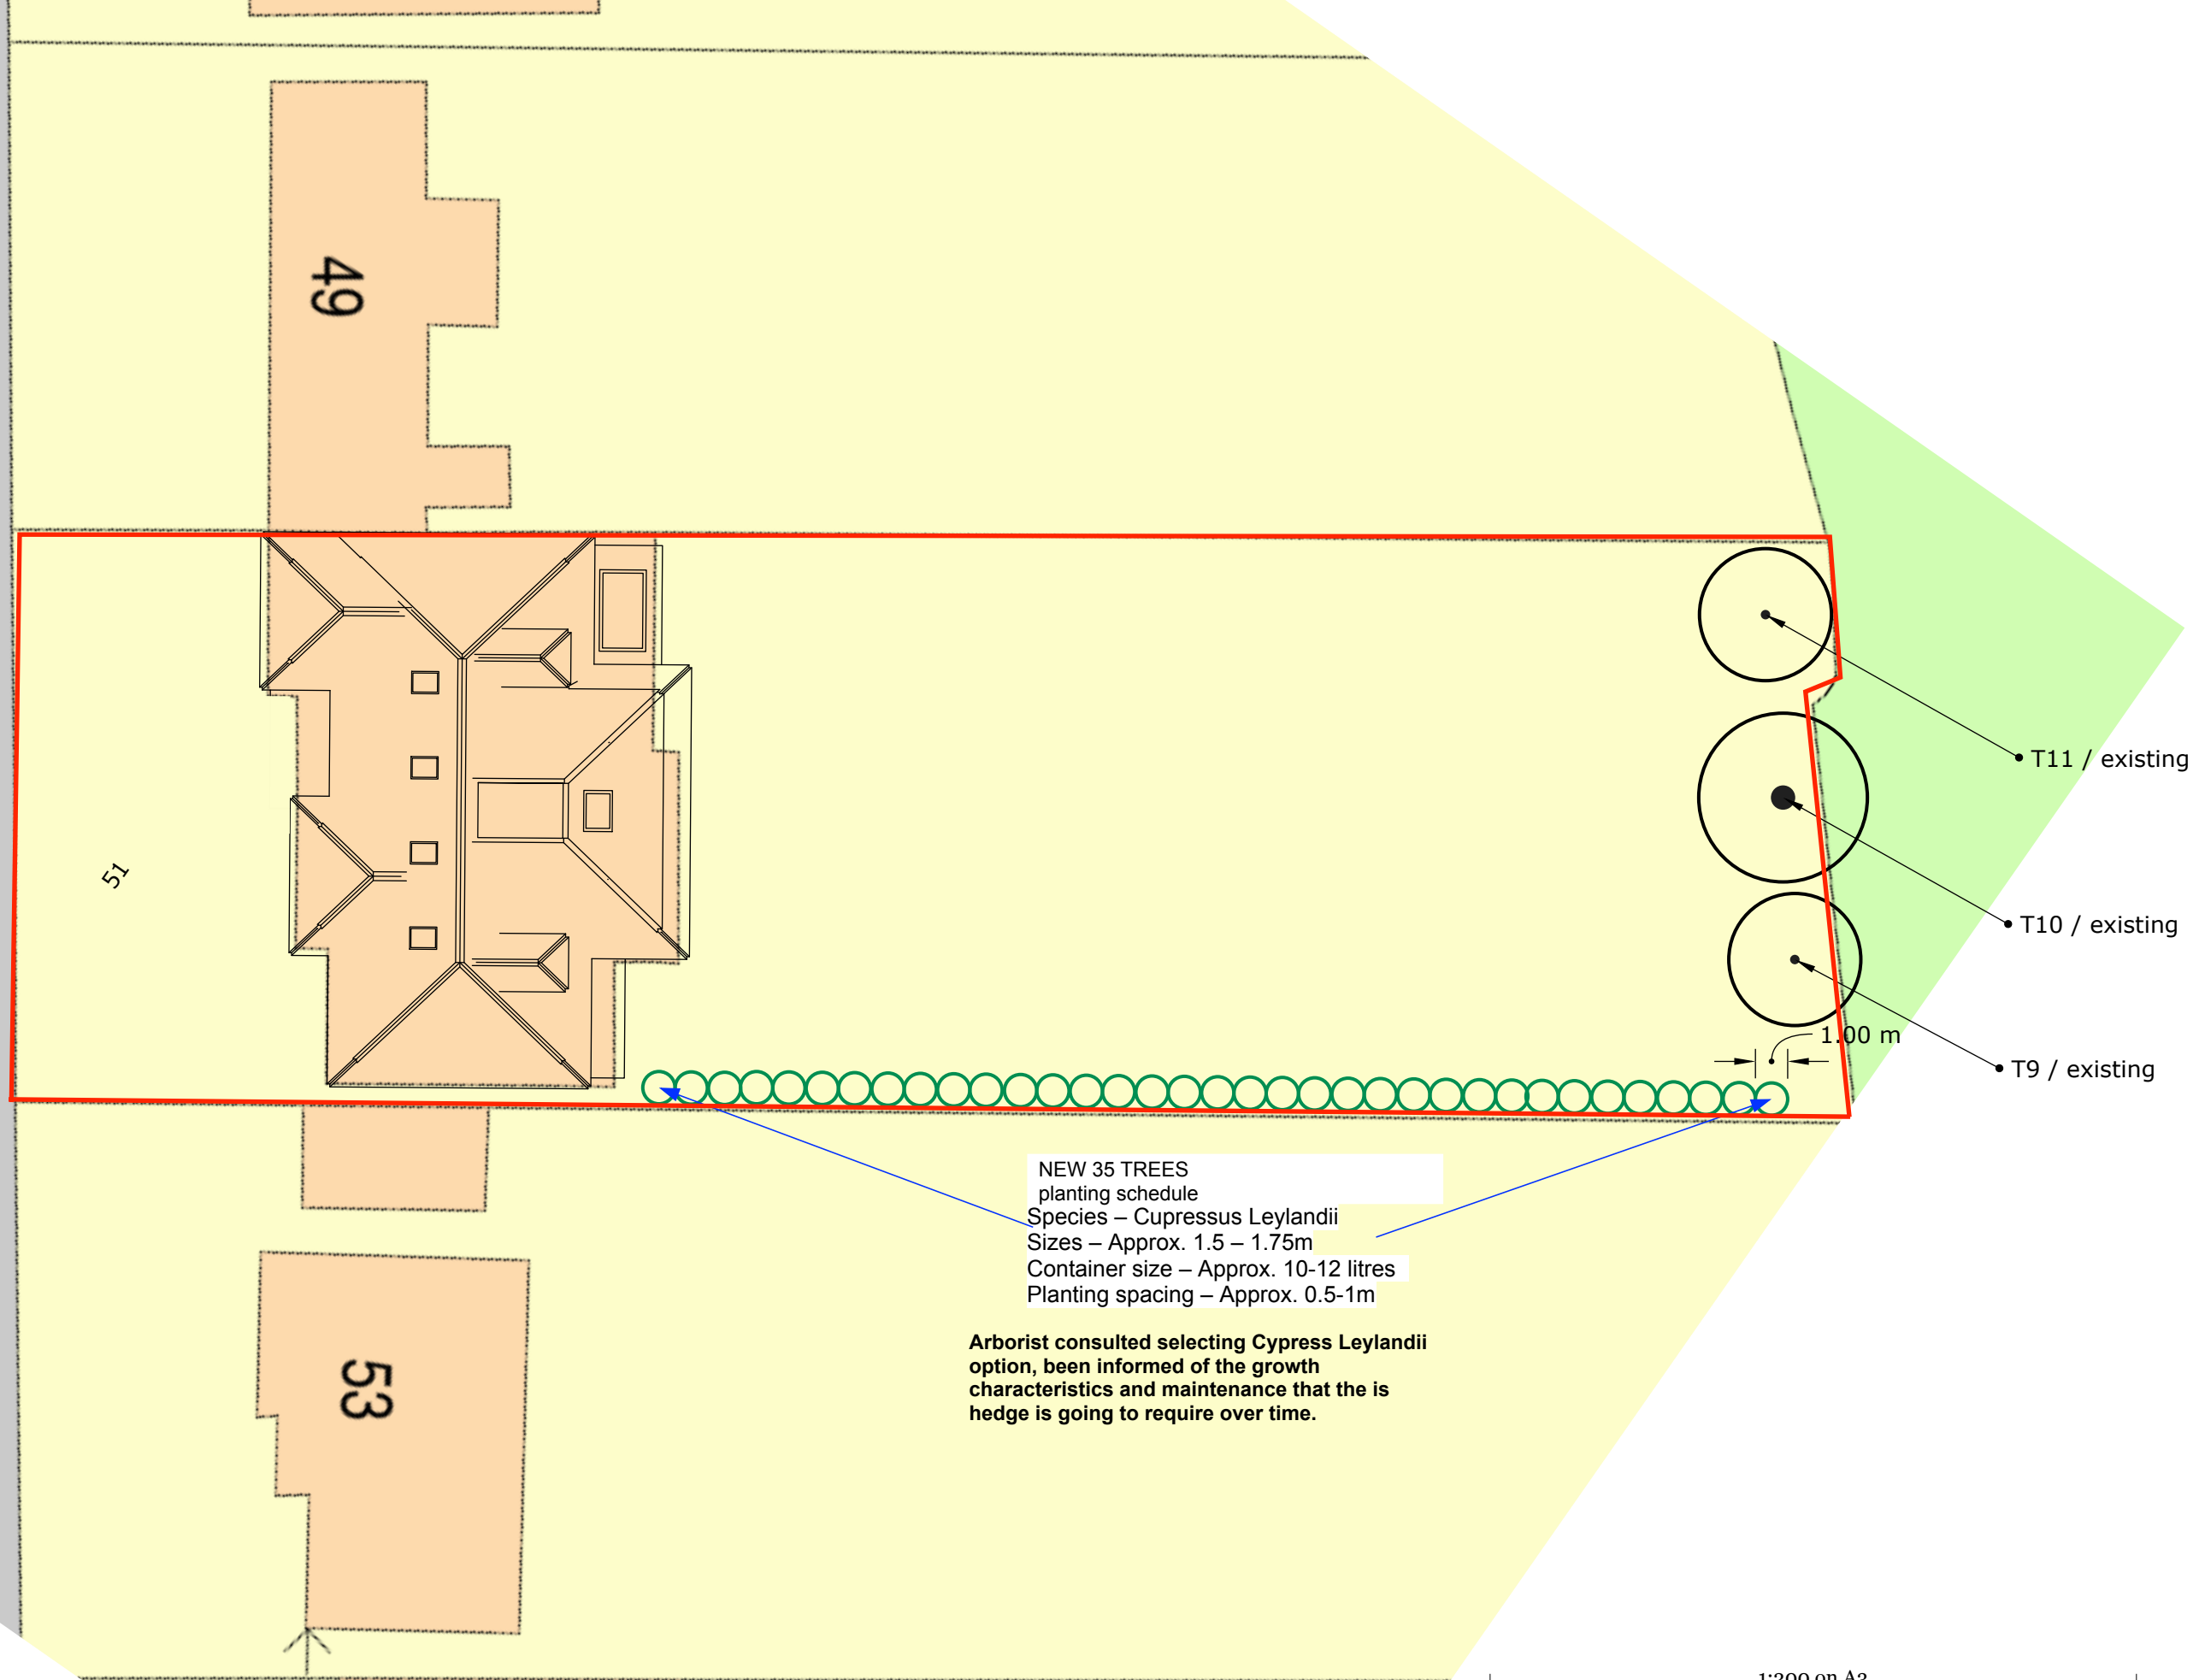 49
51
T11 / existing
T10 / existing
1.00 m
T9 / existing
NEW 35 TREES
planting schedule
Species – Cupressus Leylandii
Sizes – Approx. 1.5 – 1.75m
Container size – Approx. 10-12 litres
Planting spacing – Approx. 0.5-1m
Arborist consulted selecting Cypress Leylandii
option, been informed of the growth
characteristics and maintenance that the is
hedge is going to require over time.
53